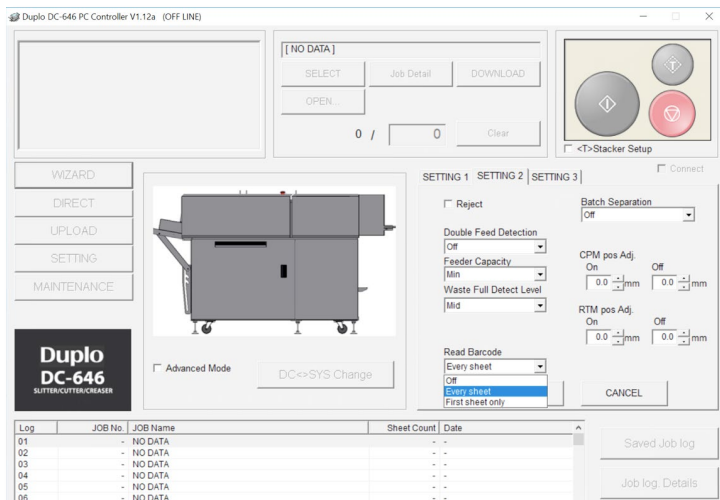 Duplo DC-646 PC Controller V1.12a (OFF LINE)
[ NO DATA ]
SELECT
Job Detail
DOWNLOAD
OPEN...
0 / 0
Clear
<T>Stacker Setup
Connect
WIZARD
DIRECT
UPLOAD
SETTING
MAINTENANCE
Duplo
DC-646
SLITTER/CUTTER/CREASER
Advanced Mode
DC<>SYS Change
SETTING 1 SETTING 2 SETTING 3
Reject
Double Feed Detection
Off
Feeder Capacity
Min
Waste Full Detect Level
Mid
Read Barcode
Every sheet
Off
Every sheet
First sheet only
Batch Separation
Off
CPM pos Adj.
On Off
0.0 mm 0.0 mm
RTM pos Adj.
On Off
0.0 mm 0.0 mm
CANCEL
Log JOB No. JOB Name Sheet Count Date
01 - NO DATA - -
02 - NO DATA - -
03 - NO DATA - -
04 - NO DATA - -
05 - NO DATA - -
06 - NO DATA - -
Saved Job log
Job log. Details